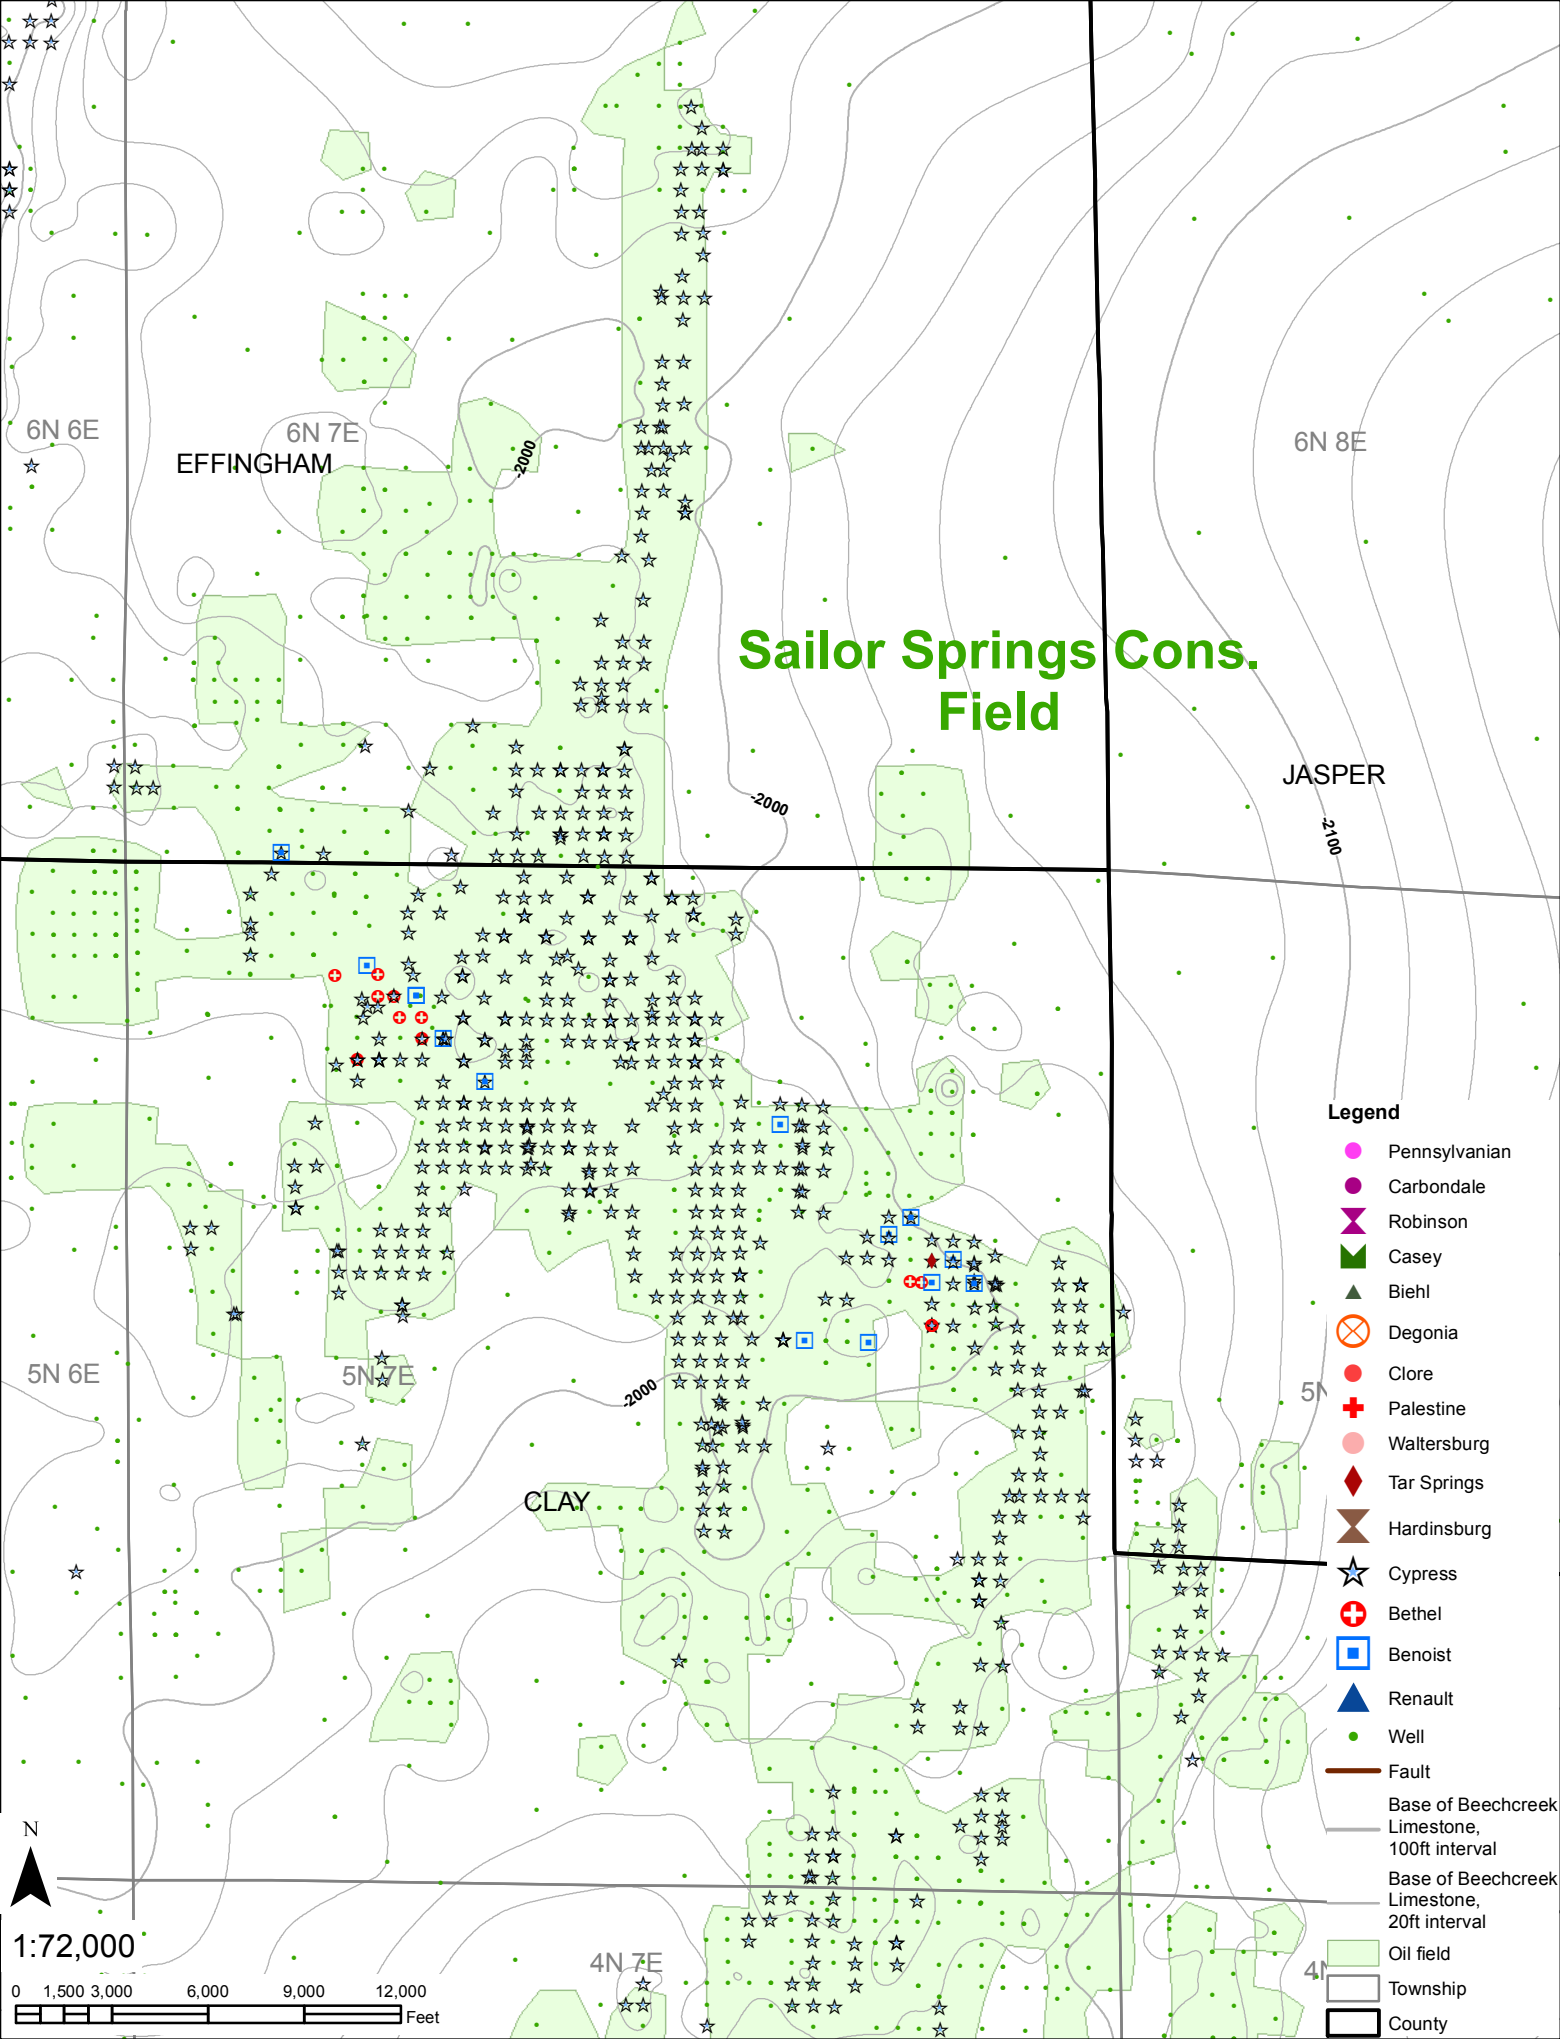 6N 6E
6N 7E
EFFINGHAM
-2000
6N 8E
Sailor Springs Cons.
Field
-2000
JASPER
-2100
5N 6E
5N 7E
-2000
5N
CLAY
4N 7E
4N
Legend
Pennsylvanian
Carbondale
Robinson
Casey
Biehl
Degonia
Clore
Palestine
Waltersburg
Tar Springs
Hardinsburg
Cypress
Bethel
Benoist
Renault
Well
Fault
Base of Beechcreek
Limestone,
100ft interval
Base of Beechcreek
Limestone,
20ft interval
Oil field
Township
County
N
1:72,000
0 1,500 3,000 6,000 9,000 12,000
Feet